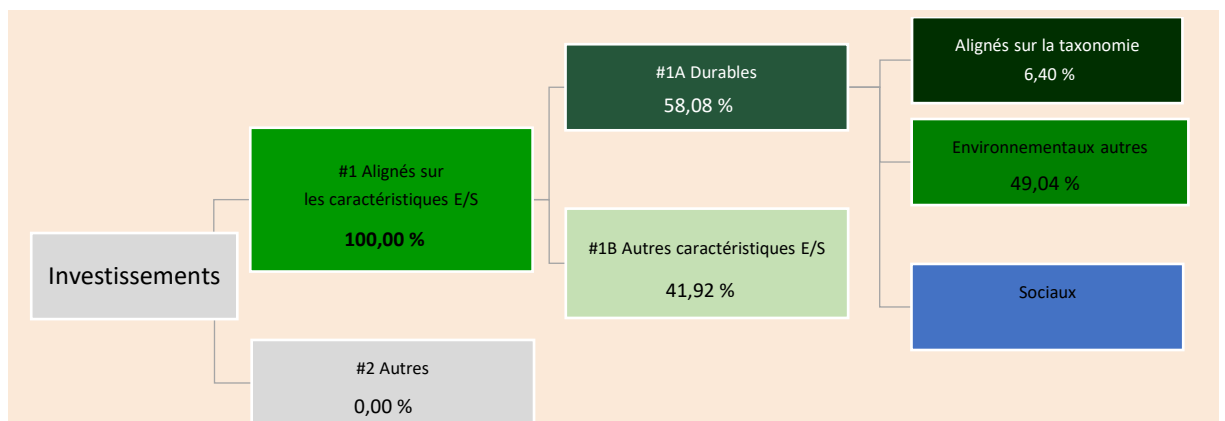 Investissements
#1 Alignés sur
les caractéristiques E/S
100,00 %
#2 Autres
0,00 %
#1A Durables
58,08 %
#1B Autres caractéristiques E/S
41,92 %
Alignés sur la taxonomie
6,40 %
Environnementaux autres
49,04 %
Sociaux